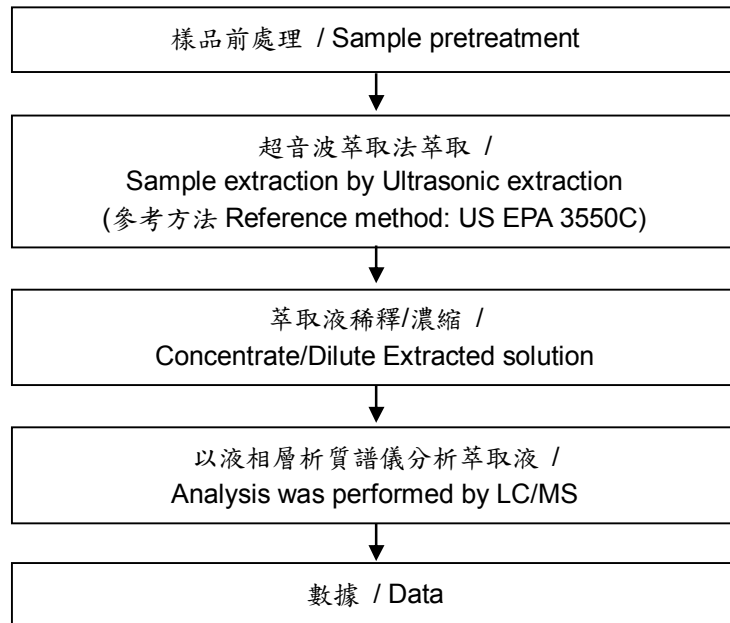 樣品前處理 / Sample pretreatment
超音波萃取法萃取 /
Sample extraction by Ultrasonic extraction
(參考方法 Reference method: US EPA 3550C)
萃取液稀釋/濃縮 /
Concentrate/Dilute Extracted solution
以液相層析質譜儀分析萃取液 /
Analysis was performed by LC/MS
數據 / Data